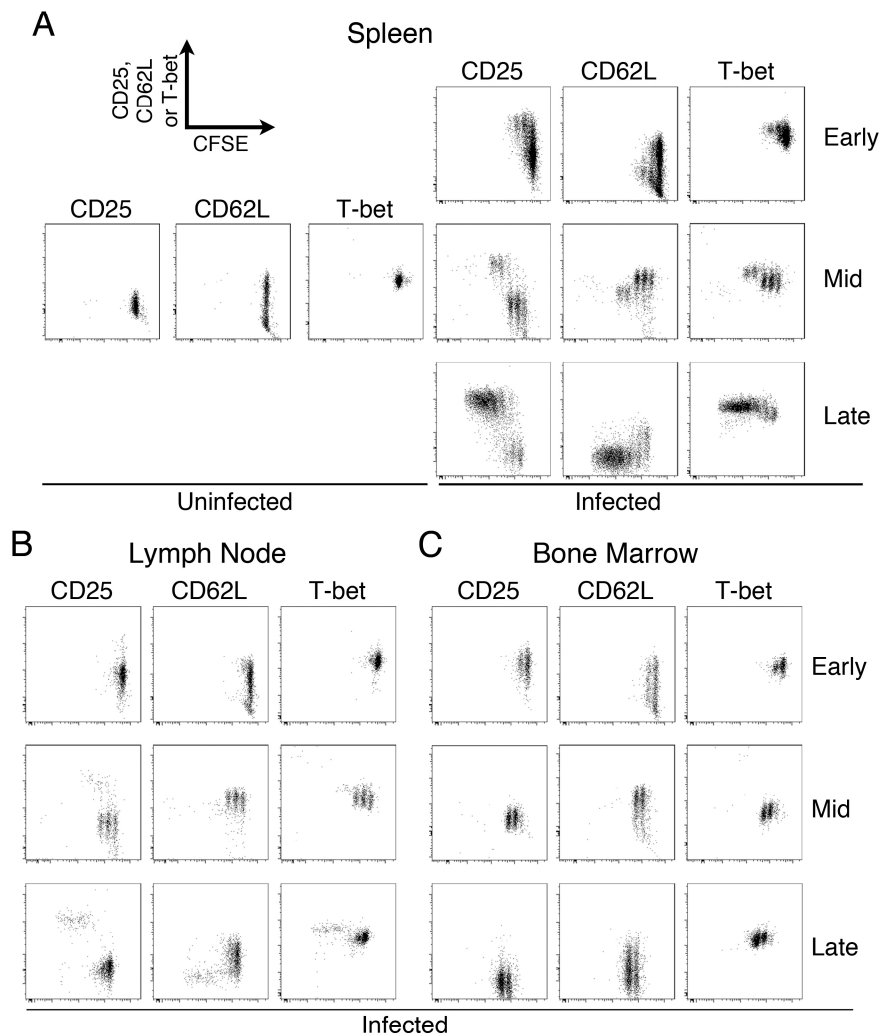 A
Spleen
CD25,
CD62L
or T-bet
CFSE
CD25 CD62L T-bet
Early
CD25 CD62L T-bet
Mid
Late
Uninfected
Infected
B
Lymph Node
CD25 CD62L T-bet
C
Bone Marrow
CD25 CD62L T-bet
Early
Mid
Late
Infected